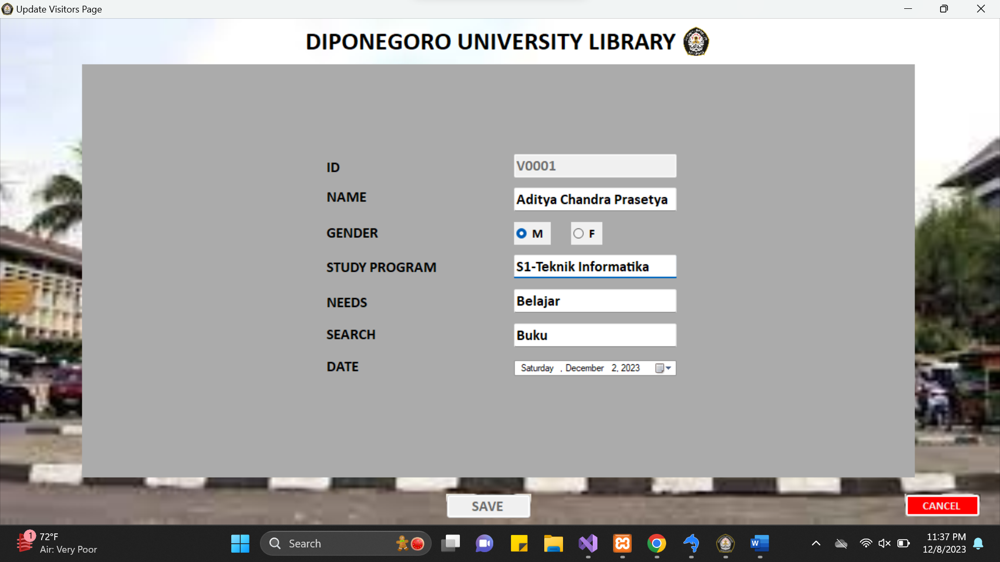 Update Visitors Page
DIPONEGORO UNIVERSITY LIBRARY
ID
V0001
NAME
Aditya Chandra Prasetya
GENDER
M
F
STUDY PROGRAM
S1-Teknik Informatika
NEEDS
Belajar
SEARCH
Buku
DATE
Saturday , December 2, 2023
SAVE
CANCEL
1
72°F
Air: Very Poor
Search
W
11:37 PM
12/8/2023